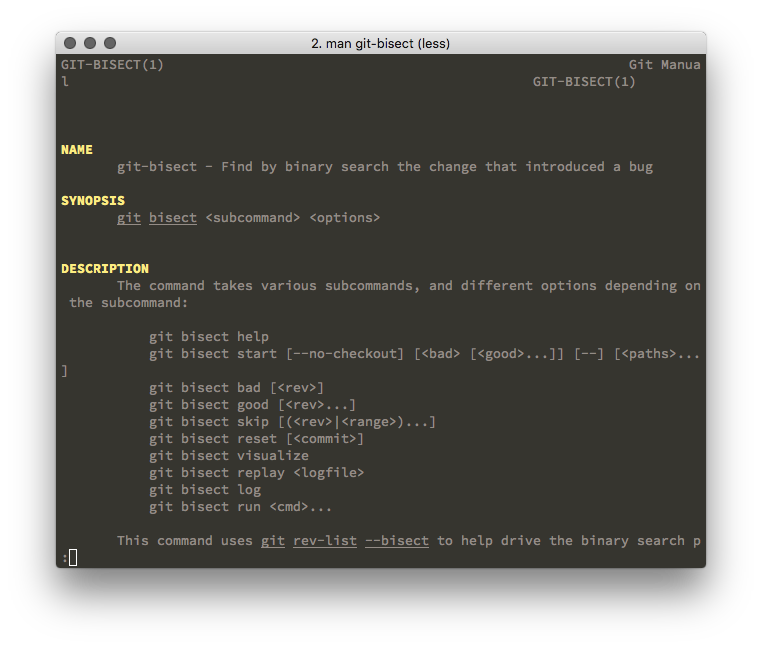 2. man git-bisect (less)
GIT-BISECT(1) Git Manua
l GIT-BISECT(1)
NAME
git-bisect - Find by binary search the change that introduced a bug
SYNOPSIS
git bisect <subcommand> <options>
DESCRIPTION
The command takes various subcommands, and different options depending on
the subcommand:
git bisect help
git bisect start [--no-checkout] [<bad> [<good>...]] [--] [<paths>...
]
git bisect bad [<rev>]
git bisect good [<rev>...]
git bisect skip [(<rev>|<range>)...]
git bisect reset [<commit>]
git bisect visualize
git bisect replay <logfile>
git bisect log
git bisect run <cmd>...
This command uses git rev-list --bisect to help drive the binary search p
: